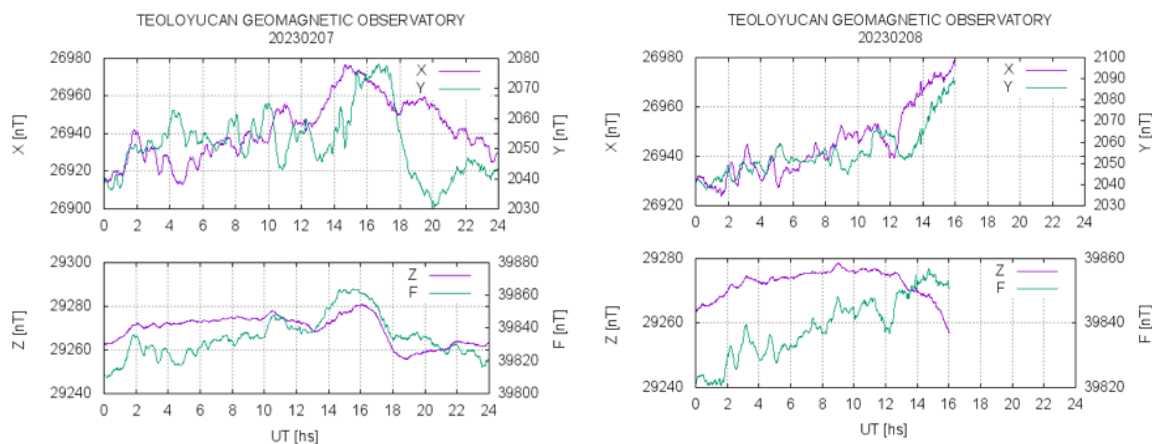 TEOLOYUCAN GEOMAGNETIC OBSERVATORY
20230207
26980
26960
26940
26920
26900
X [nT]
X
Y
2080
2070
2060
2050
2040
2030
Y [nT]
0 2 4 6 8 10 12 14 16 18 20 22 24
29300
29280
29260
29240
Z [nT]
Z
F
39880
39860
39840
39820
39800
F [nT]
0 2 4 6 8 10 12 14 16 18 20 22 24
UT [hs]
TEOLOYUCAN GEOMAGNETIC OBSERVATORY
20230208
26980
26960
26940
26920
X [nT]
X
Y
2100
2090
2080
2070
2060
2050
2040
2030
Y [nT]
0 2 4 6 8 10 12 14 16 18 20 22 24
29280
29260
29240
Z [nT]
Z
F
39860
39840
39820
F [nT]
0 2 4 6 8 10 12 14 16 18 20 22 24
UT [hs]